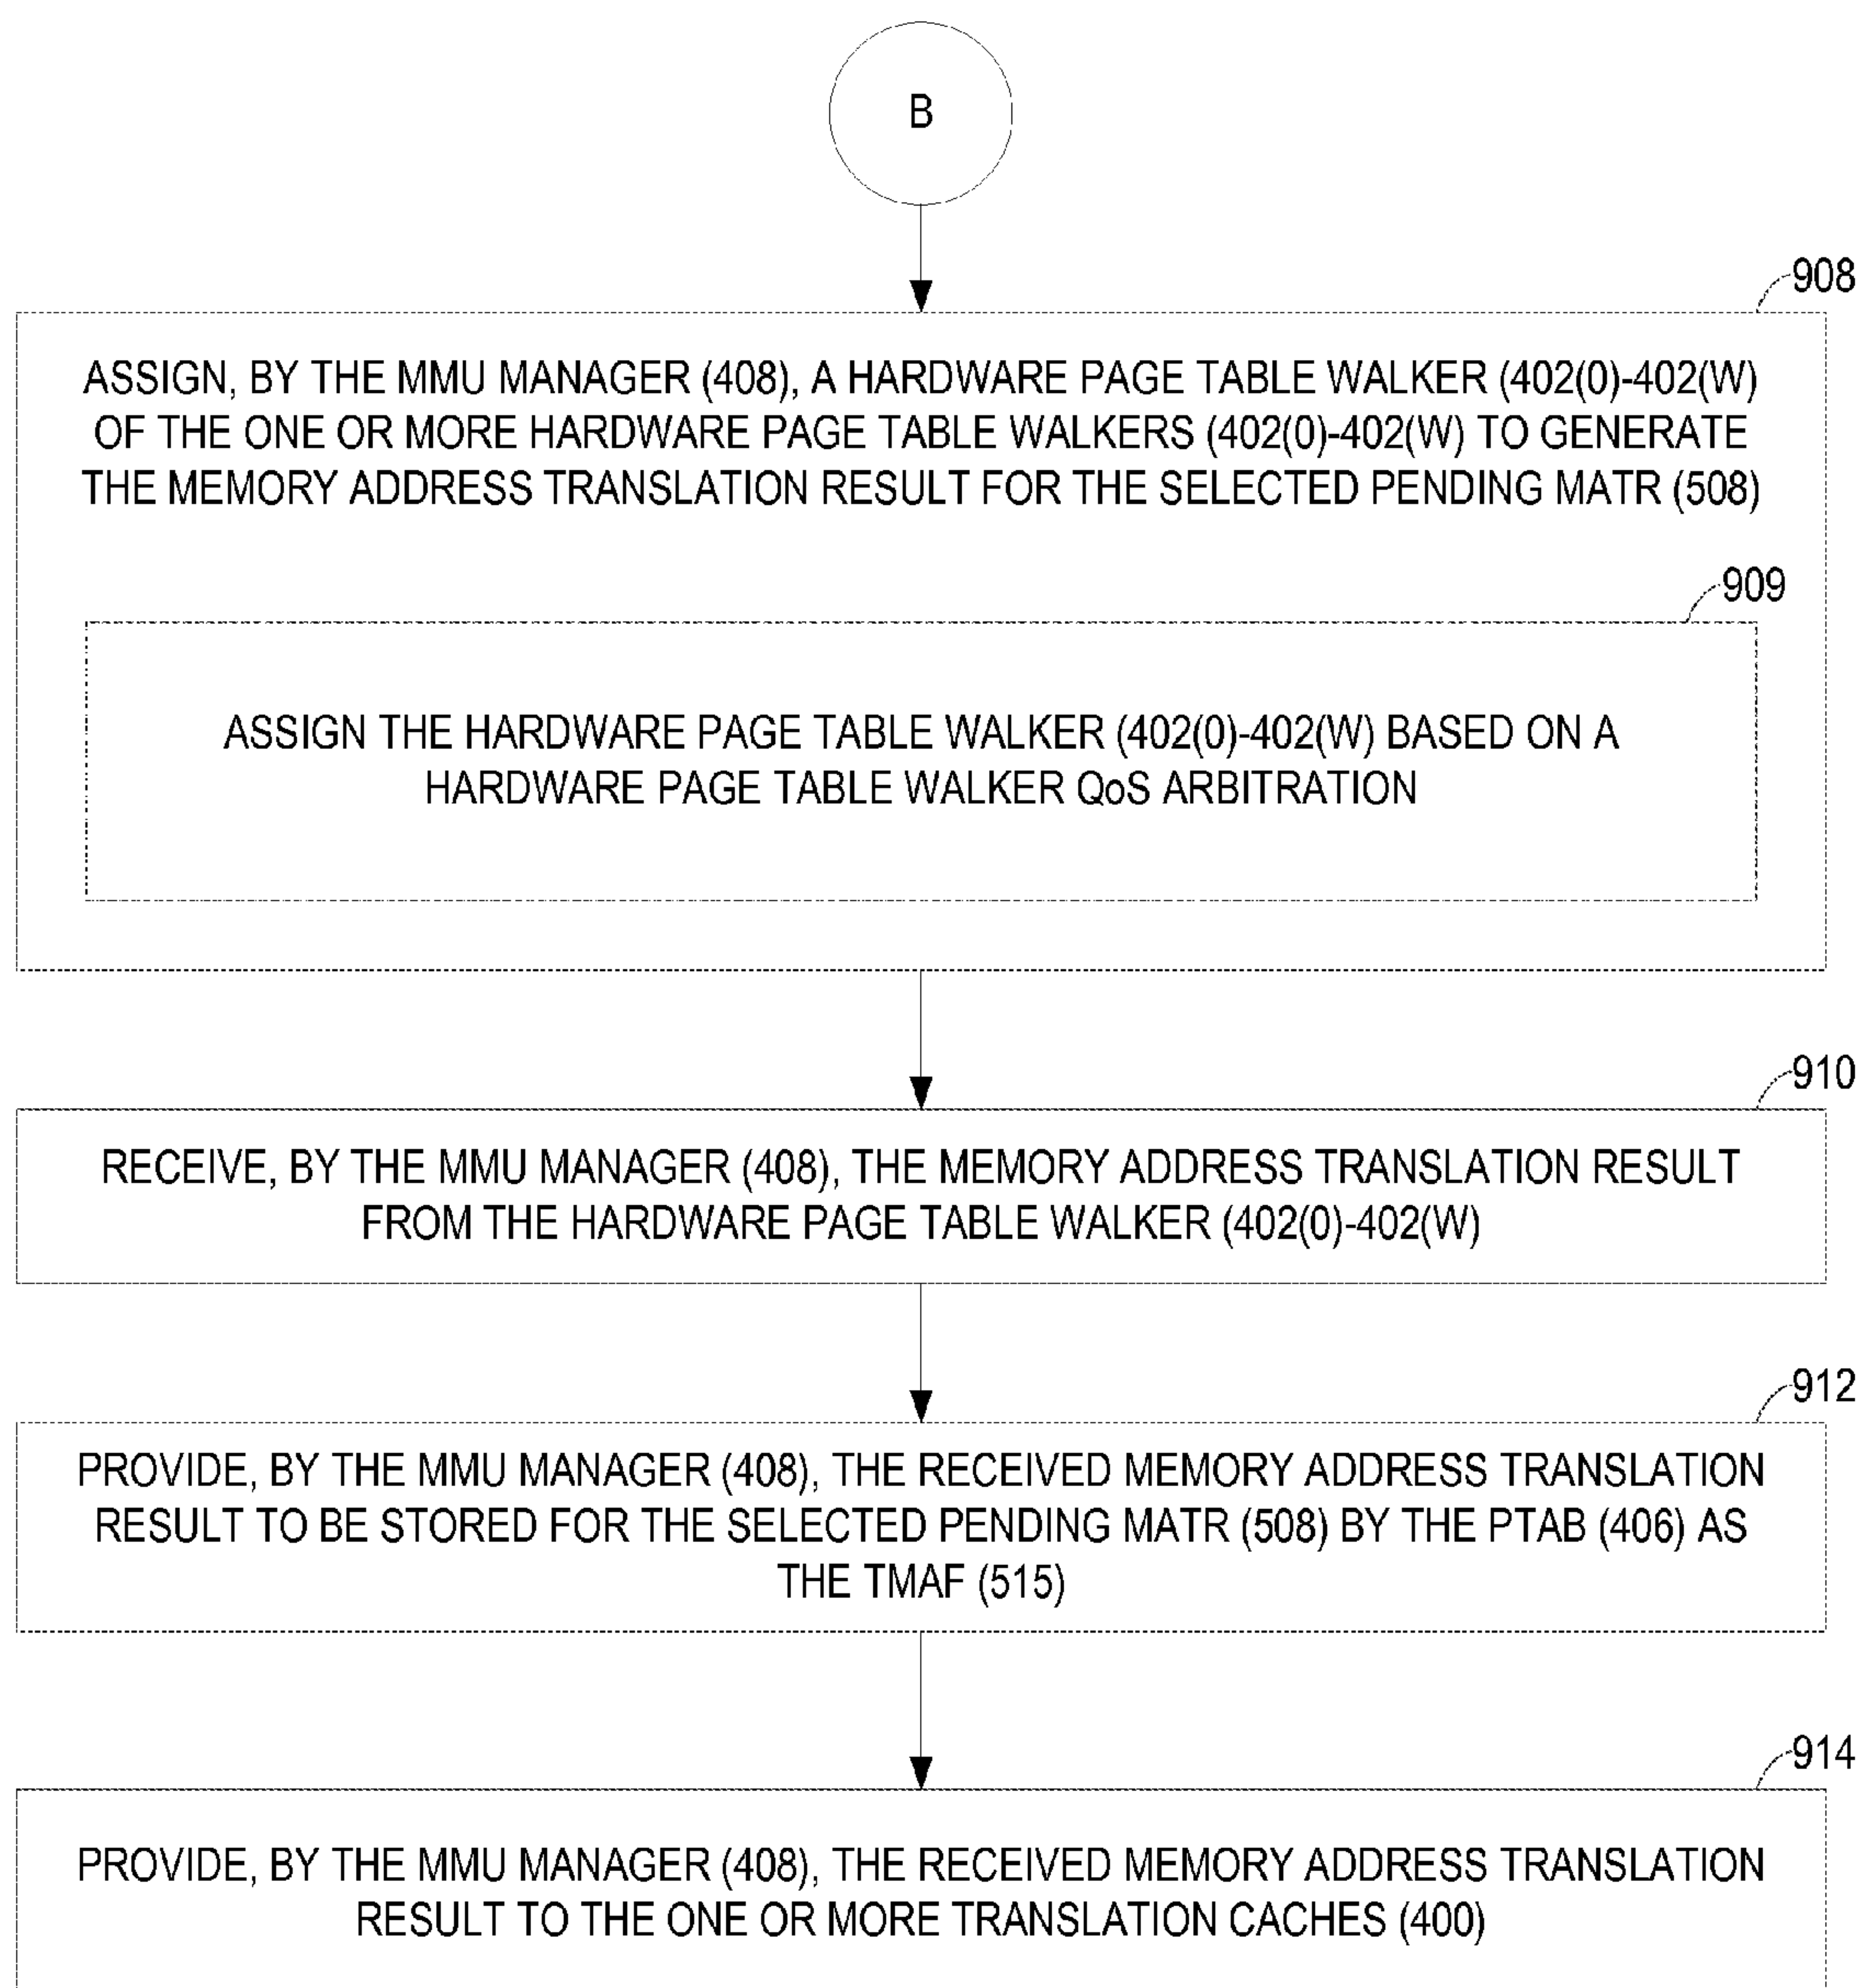 B
908
ASSIGN, BY THE MMU MANAGER (408), A HARDWARE PAGE TABLE WALKER (402(0)-402(W)
OF THE ONE OR MORE HARDWARE PAGE TABLE WALKERS (402(0)-402(W) TO GENERATE
THE MEMORY ADDRESS TRANSLATION RESULT FOR THE SELECTED PENDING MATR (508)
909
ASSIGN THE HARDWARE PAGE TABLE WALKER (402(0)-402(W) BASED ON A
HARDWARE PAGE TABLE WALKER QoS ARBITRATION
910
RECEIVE, BY THE MMU MANAGER (408), THE MEMORY ADDRESS TRANSLATION RESULT
FROM THE HARDWARE PAGE TABLE WALKER (402(0)-402(W)
912
PROVIDE, BY THE MMU MANAGER (408), THE RECEIVED MEMORY ADDRESS TRANSLATION
RESULT TO BE STORED FOR THE SELECTED PENDING MATR (508) BY THE PTAB (406) AS
THE TMAF (515)
914
PROVIDE, BY THE MMU MANAGER (408), THE RECEIVED MEMORY ADDRESS TRANSLATION
RESULT TO THE ONE OR MORE TRANSLATION CACHES (400)